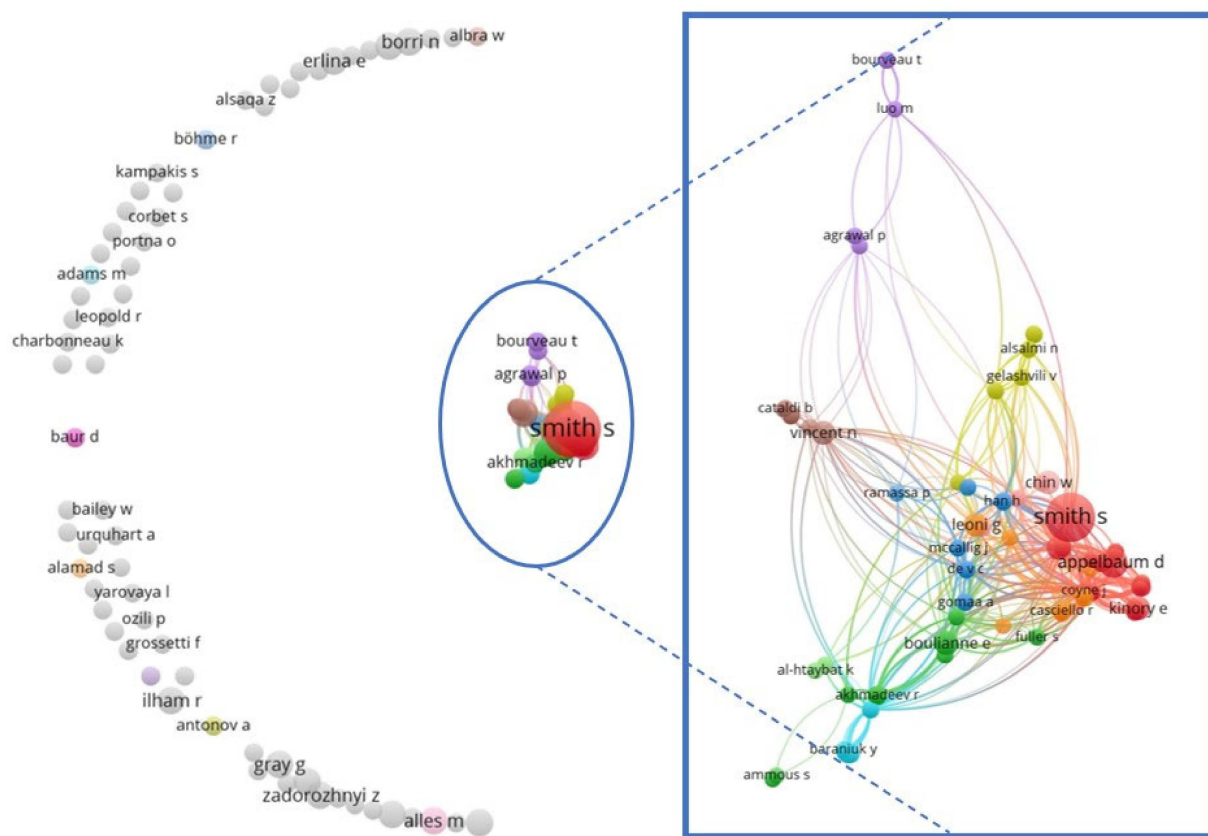 albra w
borri n
erlina e
alsaqa z
böhme r
kampakis s
corbet s
portna o
adams m
leopold r
charbonneau k
baur d
bailey w
urquhart a
alamad s
yarovaya l
ozili p
grossetti f
ilham r
antonov a
gray g
zadorozhnyi z
alles m
bourveau t
agrawal p
smith s
akhmadeev r
bourveau t
luo m
agrawal p
alsalmi n
gelashvili v
cataldi b
vincent n
chin w
ramassa p
han h
smith s
leoni g
mccallig j
appelbaum d
de v c
coyne j
gomaa a
casciello r
kinory e
fuller s
boulianne e
al-htaybat k
akhmadeev r
baraniuk y
ammous s